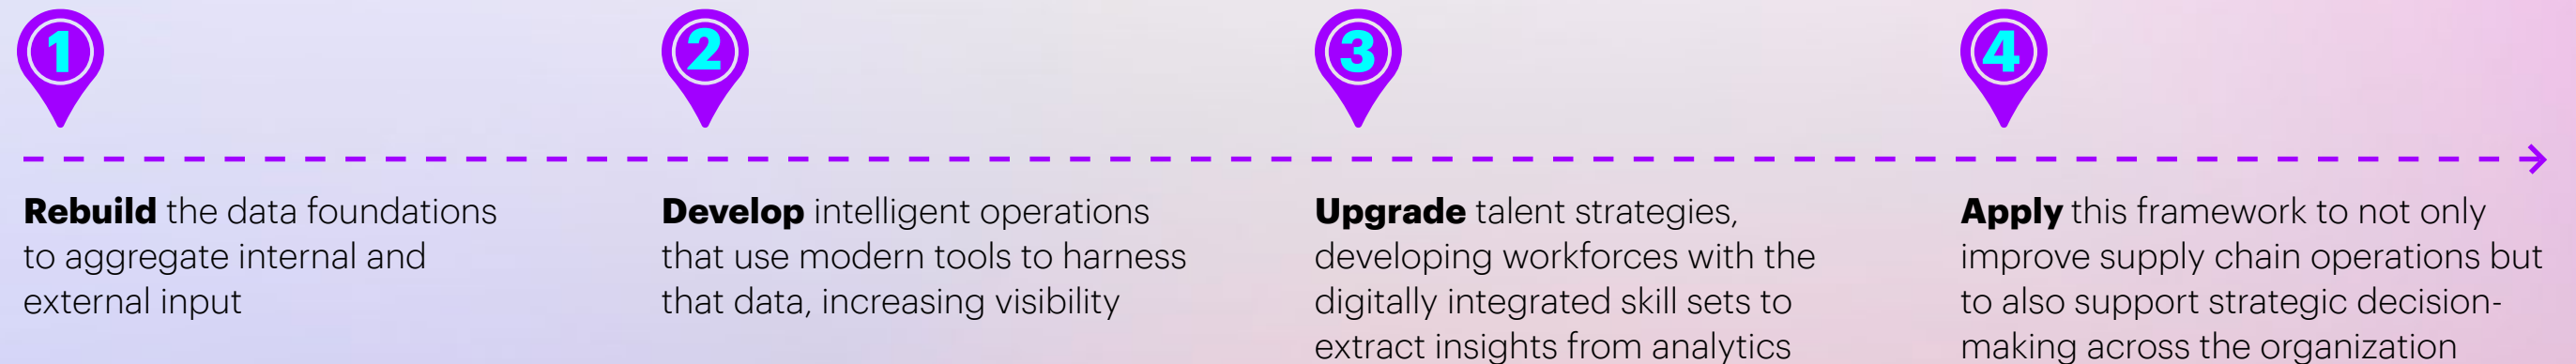 1
Rebuild the data foundations
to aggregate internal and
external input
2
Develop intelligent operations
that use modern tools to harness
that data, increasing visibility
3
Upgrade talent strategies,
developing workforces with the
digitally integrated skill sets to
extract insights from analytics
4
Apply this framework to not only
improve supply chain operations but
to also support strategic decision-
making across the organization